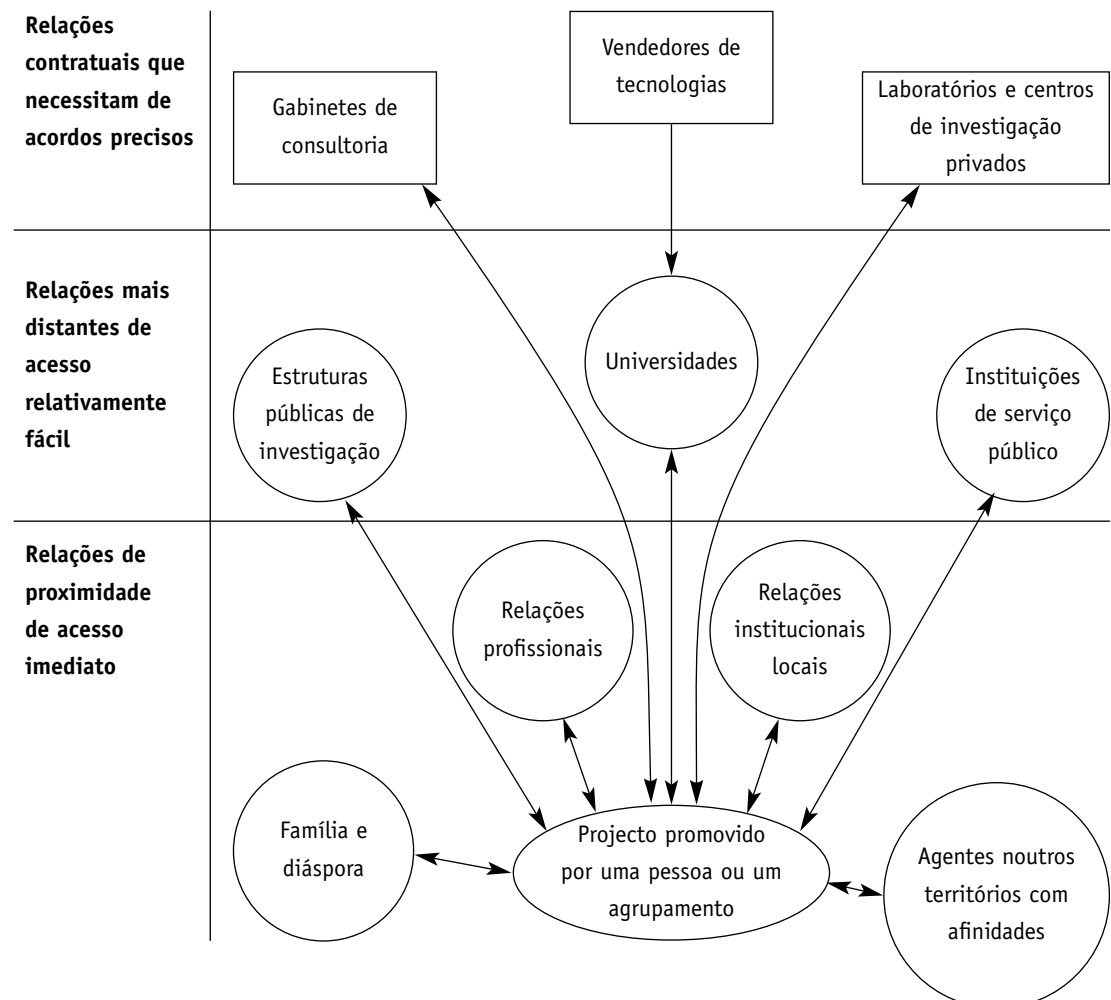 Relações
contratuais que
necessitam de
acordos precisos
Gabinetes de
consultoria
Vendedores de
tecnologias
Laboratórios e centros
de investigação
privados
Relações mais
distantes de
acesso
relativamente
fácil
Estruturas
públicas de
investigação
Universidades
Instituições
de serviço
público
Relações de
proximidade
de acesso
imediato
Relações
profissionais
Relações
institucionais
locais
Família e
diáspora
Projecto promovido
por uma pessoa ou um
agrupamento
Agentes noutros
territórios com
afinidades